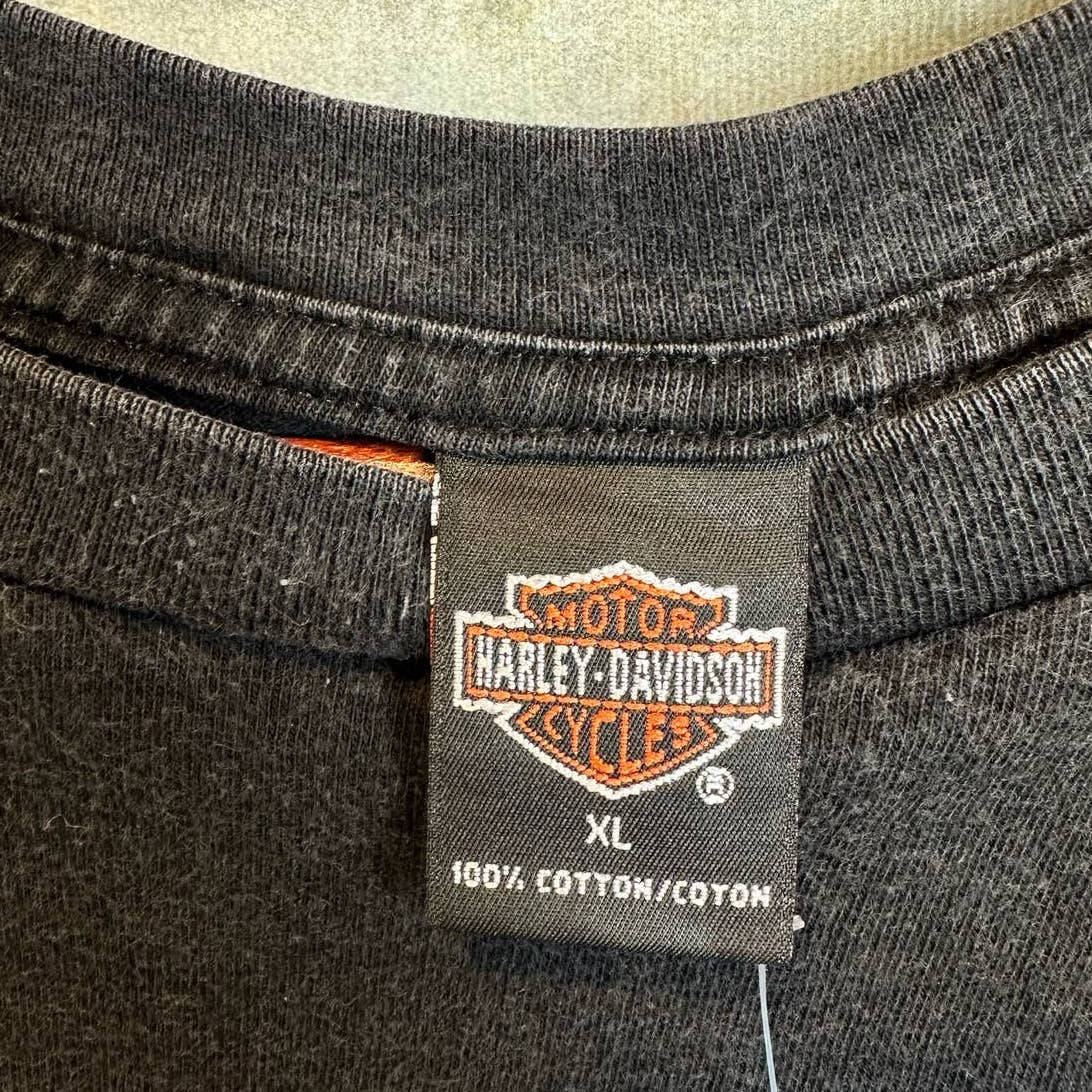 MOTOR
HARLEY-DAVIDSON
CYCLES
®
XL
100% COTTON/COTON